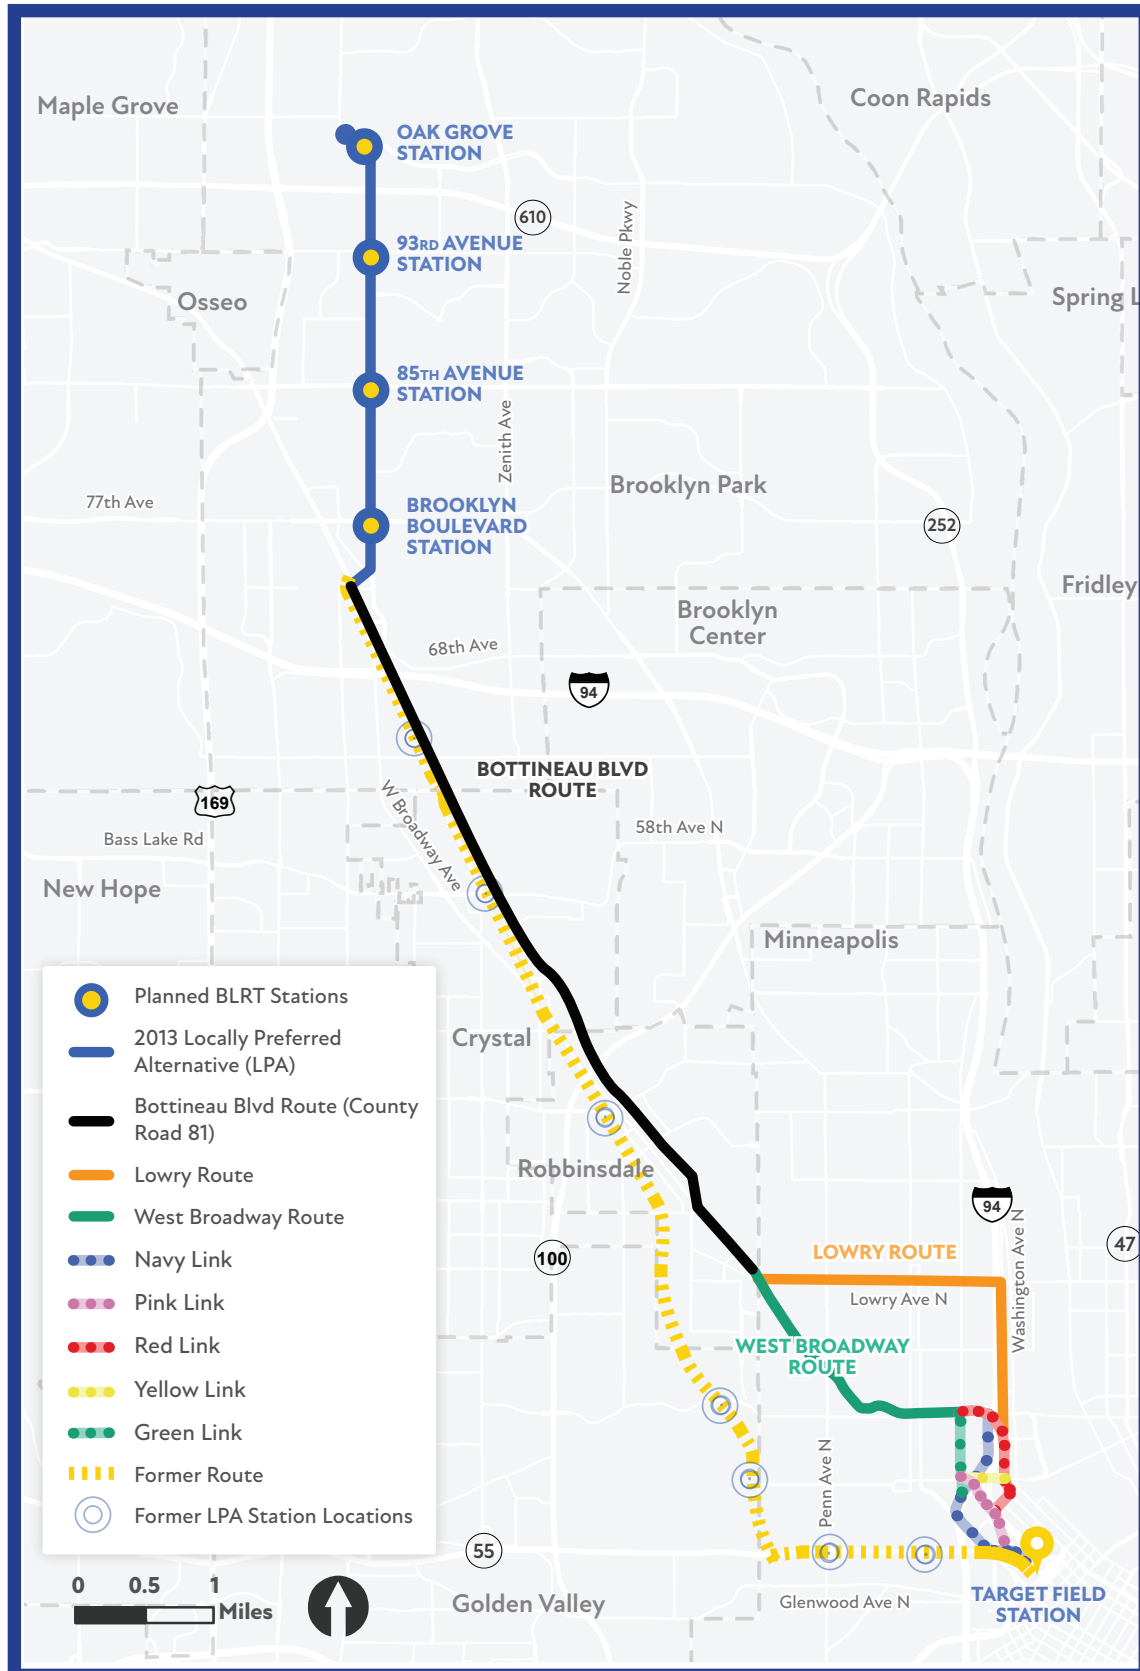 Maple Grove
Coon Rapids
OAK GROVE
STATION
610
Noble Pkwy
93RD AVENUE
STATION
Osseo
Spring L
85TH AVENUE
STATION
Zenith Ave
Brooklyn Park
77th Ave
BROOKLYN
BOULEVARD
STATION
252
Fridley
Brooklyn
Center
68th Ave
94
BOTTINEAU BLVD
ROUTE
169
W Broadway Ave
58th Ave N
Bass Lake Rd
New Hope
Minneapolis
Crystal
Robbinsdale
94
Washington Ave N
47
100
LOWRY ROUTE
Lowry Ave N
WEST BROADWAY
ROUTE
Penn Ave N
55
Golden Valley
Glenwood Ave N
TARGET FIELD
STATION
Planned BLRT Stations
2013 Locally Preferred
Alternative (LPA)
Bottineau Blvd Route (County
Road 81)
Lowry Route
West Broadway Route
Navy Link
Pink Link
Red Link
Yellow Link
Green Link
Former Route
Former LPA Station Locations
0 0.5 1
Miles